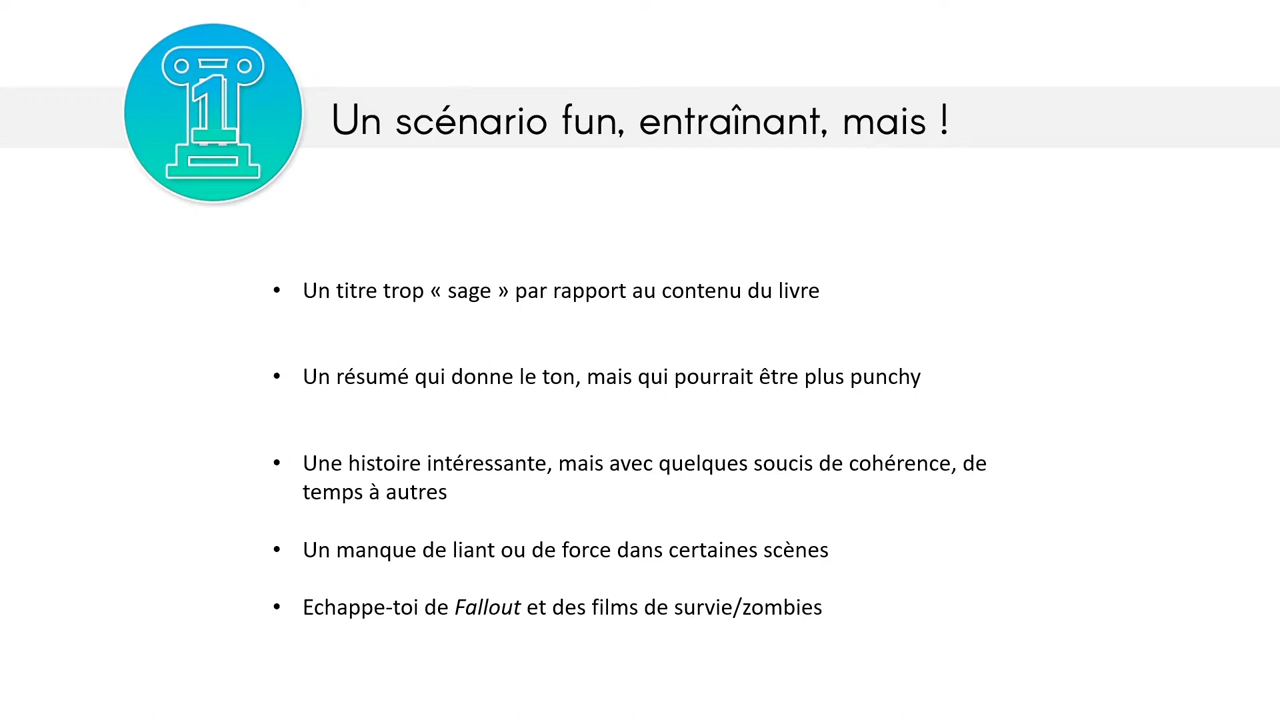 1
Un scénario fun, entraînant, mais !
• Un titre trop « sage » par rapport au contenu du livre
• Un résumé qui donne le ton, mais qui pourrait être plus punchy
• Une histoire intéressante, mais avec quelques soucis de cohérence, de
temps à autres
• Un manque de liant ou de force dans certaines scènes
• Echappe-toi de Fallout et des films de survie/zombies